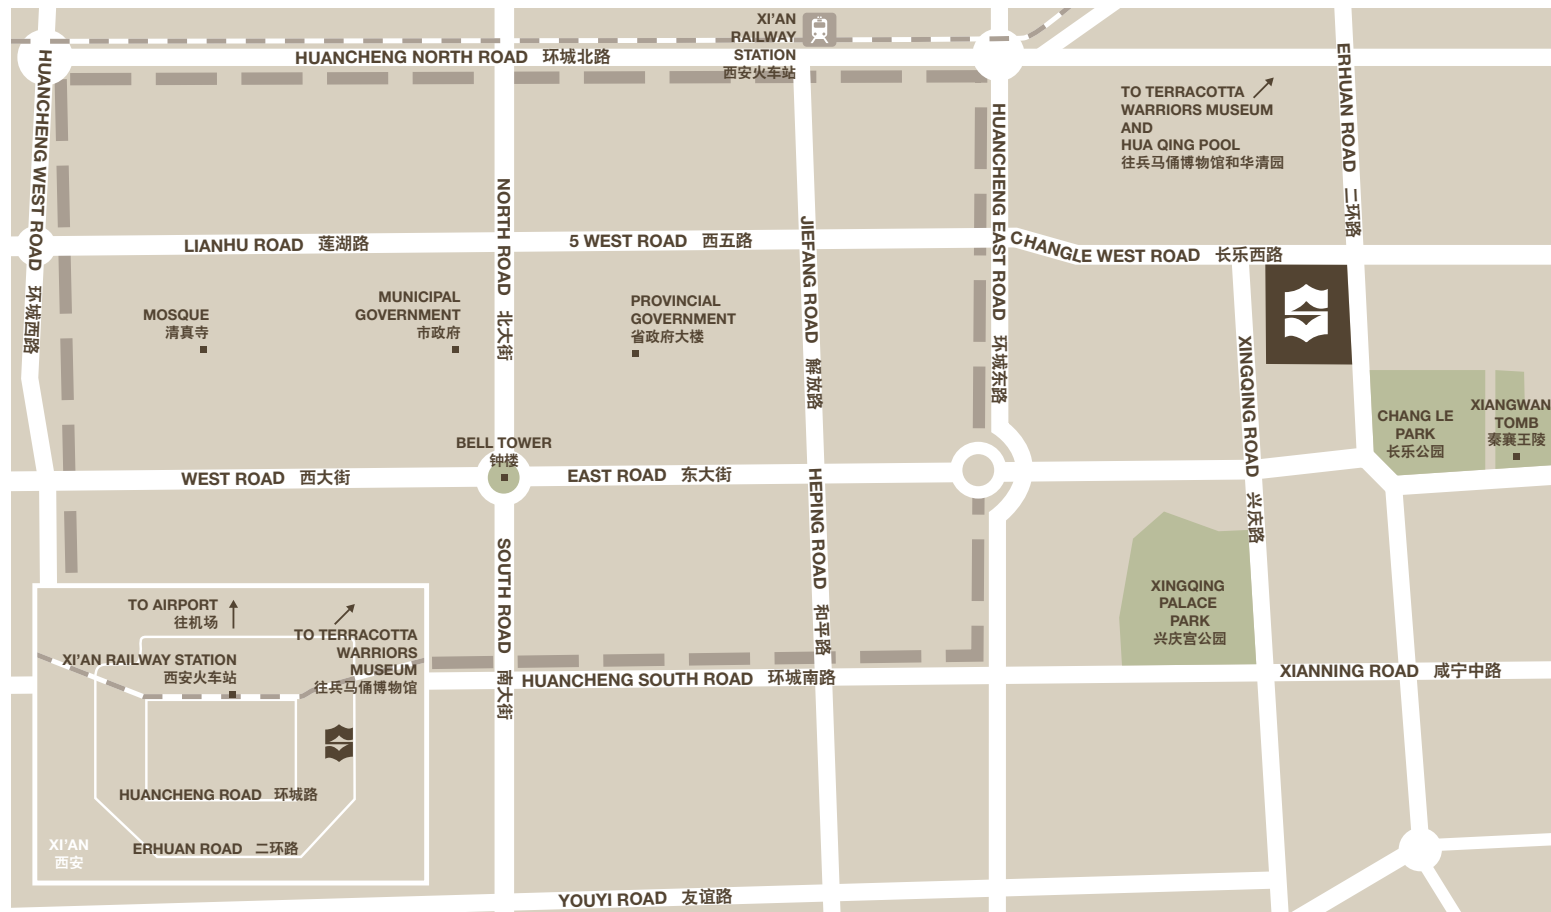 XI'AN
RAILWAY
STATION
西安火车站
HUANCHENG NORTH ROAD 环城北路
HUANCHENG WEST ROAD 环城西路
NORTH ROAD 北大街
JIEFANG ROAD 解放路
HUANCHENG EAST ROAD 环城东路
ERHUAN ROAD 二环路
TO TERRACOTTA
WARRIORS MUSEUM
AND
HUA QING POOL
往兵马俑博物馆和华清园
LIANHU ROAD 莲湖路
5 WEST ROAD 西五路
CHANGLE WEST ROAD 长乐西路
MOSQUE
清真寺
MUNICIPAL
GOVERNMENT
市政府
PROVINCIAL
GOVERNMENT
省政府大楼
XINGQING ROAD 兴庆路
CHANG LE
PARK
长乐公园
XIANGWAN
TOMB
秦襄王陵
BELL TOWER
钟楼
WEST ROAD 西大街
EAST ROAD 东大街
HEPING ROAD 和平路
SOUTH ROAD 南大街
XINGQING
PALACE
PARK
兴庆宫公园
HUANCHENG SOUTH ROAD 环城南路
XIANNING ROAD 咸宁中路
TO AIRPORT
往机场
TO TERRACOTTA
WARRIORS
MUSEUM
往兵马俑博物馆
XI'AN RAILWAY STATION
西安火车站
HUANCHENG ROAD 环城路
ERHUAN ROAD 二环路
XI'AN
西安
YOUYI ROAD 友谊路